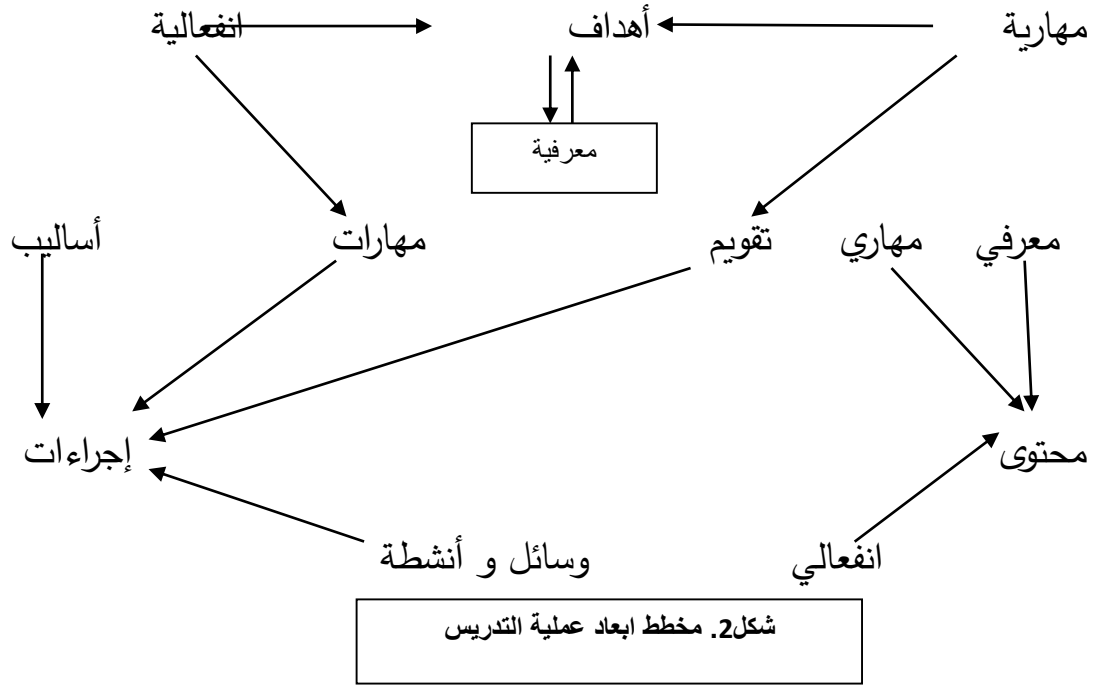 مهارية أهداف انفعالية
معرفية
معرفي مهاري تقويم مهارات أساليب
محتوى إجراءات
انفعالي وسائل و أنشطة
شكل2. مخطط ابعاد عملية التدريس